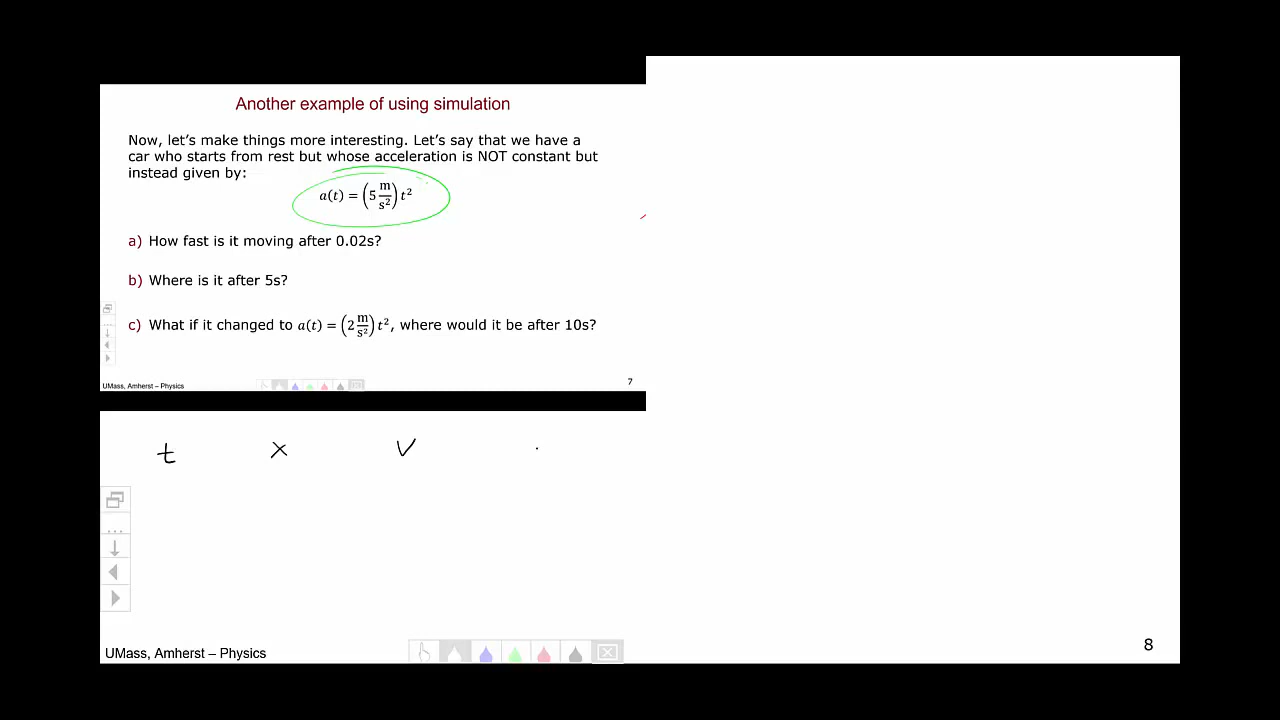 Another example of using simulation
Now, let's make things more interesting. Let's say that we have a
car who starts from rest but whose acceleration is NOT constant but
instead given by:
a(t) = (5 m/s²) t²
a) How fast is it moving after 0.02s?
b) Where is it after 5s?
c) What if it changed to a(t) = (2 m/s²) t², where would it be after 10s?
UMass, Amherst – Physics
7
t x v
UMass, Amherst – Physics
8